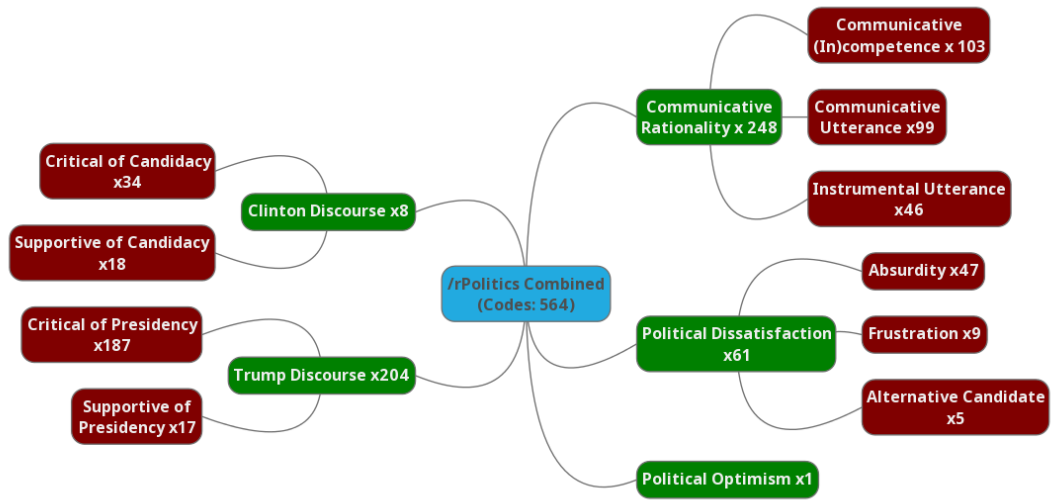 Communicative
(In)competence x 103
Communicative
Rationality x 248
Communicative
Utterance x99
Instrumental Utterance
x46
Critical of Candidacy
x34
Clinton Discourse x8
Supportive of Candidacy
x18
/rPolitics Combined
(Codes: 564)
Critical of Presidency
x187
Trump Discourse x204
Supportive of
Presidency x17
Absurdity x47
Political Dissatisfaction
x61
Frustration x9
Alternative Candidate
x5
Political Optimism x1